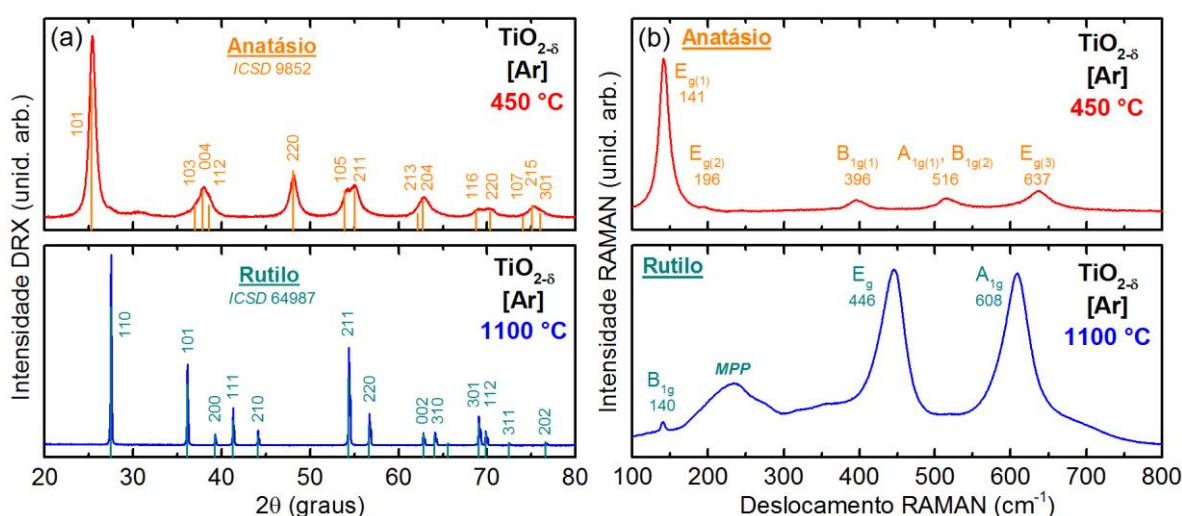 (a)
Anatásio
ICSD 9852
TiO2-δ
[Ar]
450 °C
101
103
004
112
220
105
211
213
204
116
220
107
215
301
Rutilo
ICSD 64987
TiO2-δ
[Ar]
1100 °C
110
101
200
111
210
211
220
002
310
301
112
311
202
Intensidade DRX (unid. arb.)
20 30 40 50 60 70 80
2θ (graus)
(b)
Anatásio
TiO2-δ
[Ar]
450 °C
Eg(1)
141
Eg(2)
196
B1g(1)
396
A1g(1), B1g(2)
516
Eg(3)
637
Rutilo
TiO2-δ
[Ar]
1100 °C
B1g
140
MPP
Eg
446
A1g
608
Intensidade RAMAN (unid. arb.)
100 200 300 400 500 600 700 800
Deslocamento RAMAN (cm-1)